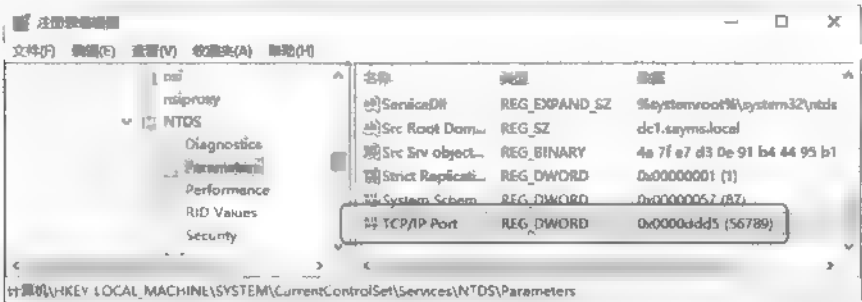 注册表编辑器
文件(F) 编辑(E) 查看(V) 收藏夹(A) 帮助(H)
nsi
nsiproxy
NTDS
Diagnostics
Parameters
Performance
RID Values
Security
名称 类型 数据
ServiceDll REG_EXPAND_SZ %systemroot%\system32\ntds
Src Root Dom... REG_SZ dc1.sayms.local
Src Srv object... REG_BINARY 4a 7f e7 d3 0e 91 b4 44 95 b1
Strict Replicati... REG_DWORD 0x00000001 (1)
System Schem... REG_DWORD 0x00000057 (87)
TCP/IP Port REG_DWORD 0x0000ddd5 (56789)
计算机\HKEY_LOCAL_MACHINE\SYSTEM\CurrentControlSet\Services\NTDS\Parameters